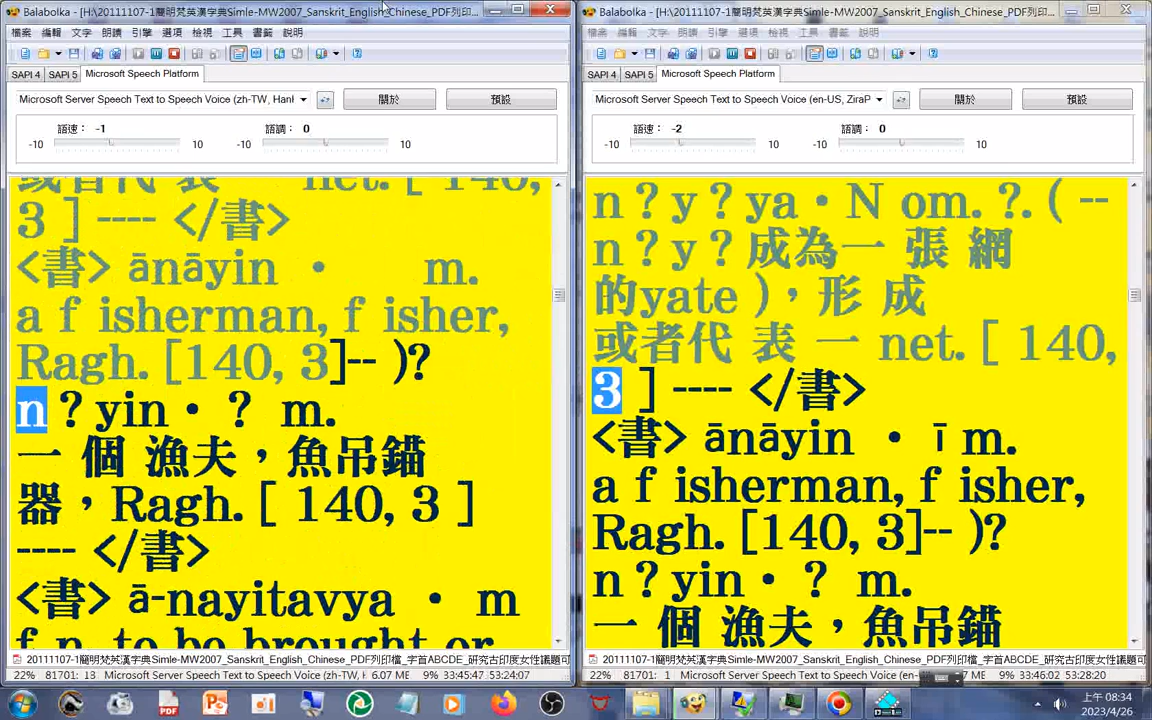 Balabolka - [H:\20111107-1簡明梵英漢字典Simle-MW2007_Sanskrit_English_Chinese_PDF列印...
檔案 編輯 文字 朗讀 引擎 選項 檢視 工具 書籤 說明
SAPI 4 SAPI 5 Microsoft Speech Platform
Microsoft Server Speech Text to Speech Voice (zh-TW, Hanl
關於 預設
語速: -1 語調: 0
-10 10 -10 10
或者代 表 一 net. [ 140,
3 ] ---- </書>
<書> ānāyin • m.
a f isherman, f isher,
Ragh. [140, 3]-- )?
n ? yin • ? m.
一 個 漁夫,魚吊錨
器,Ragh. [ 140, 3 ]
---- </書>
<書> ā-nayitavya • m
f n. to be brought or
20111107-1簡明梵英漢字典Simle-MW2007_Sanskrit_English_Chinese_PDF列印檔_字首ABCDE_研究古印度女性議題可
22% 81701: 13 Microsoft Server Speech Text to Speech Voice (zh-TW, H 6.07 MB 9% 33:45:47 53:24:07
Balabolka - [H:\20111107-1簡明梵英漢字典Simle-MW2007_Sanskrit_English_Chinese_PDF列印...
檔案 編輯 文字 朗讀 引擎 選項 檢視 工具 書籤 說明
SAPI 4 SAPI 5 Microsoft Speech Platform
Microsoft Server Speech Text to Speech Voice (en-US, ZiraP
關於 預設
語速: -2 語調: 0
-10 10 -10 10
n ? y ? ya • N om. ?. ( --
n ? y ? 成為一 張 網
的yate ),形 成
或者代 表 一 net. [ 140,
3 ] ---- </書>
<書> ānāyin • ī m.
a f isherman, f isher,
Ragh. [140, 3]-- )?
n ? yin • ? m.
一 個 漁夫,魚吊錨
20111107-1簡明梵英漢字典Simle-MW2007_Sanskrit_English_Chinese_PDF列印檔_字首ABCDE_研究古印度女性議題可
22% 81701: 1 Microsoft Server Speech Text to Speech Voice (en-US, 9% 33:46:02 53:28:20
上午 08:34
2023/4/26